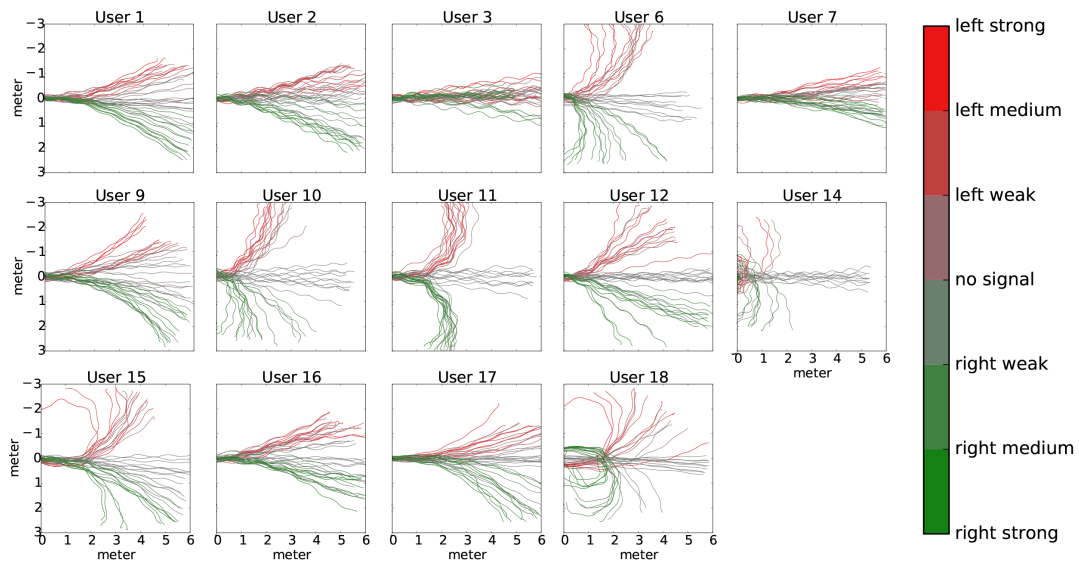 User 1 User 2 User 3 User 6 User 7
−3
−2
−1
0
1
2
3
meter
User 9 User 10 User 11 User 12 User 14
−3
−2
−1
0
1
2
3
meter
0 1 2 3 4 5 6
meter
User 15 User 16 User 17 User 18
−3
−2
−1
0
1
2
3
meter
0 1 2 3 4 5 6
meter
0 1 2 3 4 5 6
meter
0 1 2 3 4 5 6
meter
0 1 2 3 4 5 6
meter
left strong
left medium
left weak
no signal
right weak
right medium
right strong